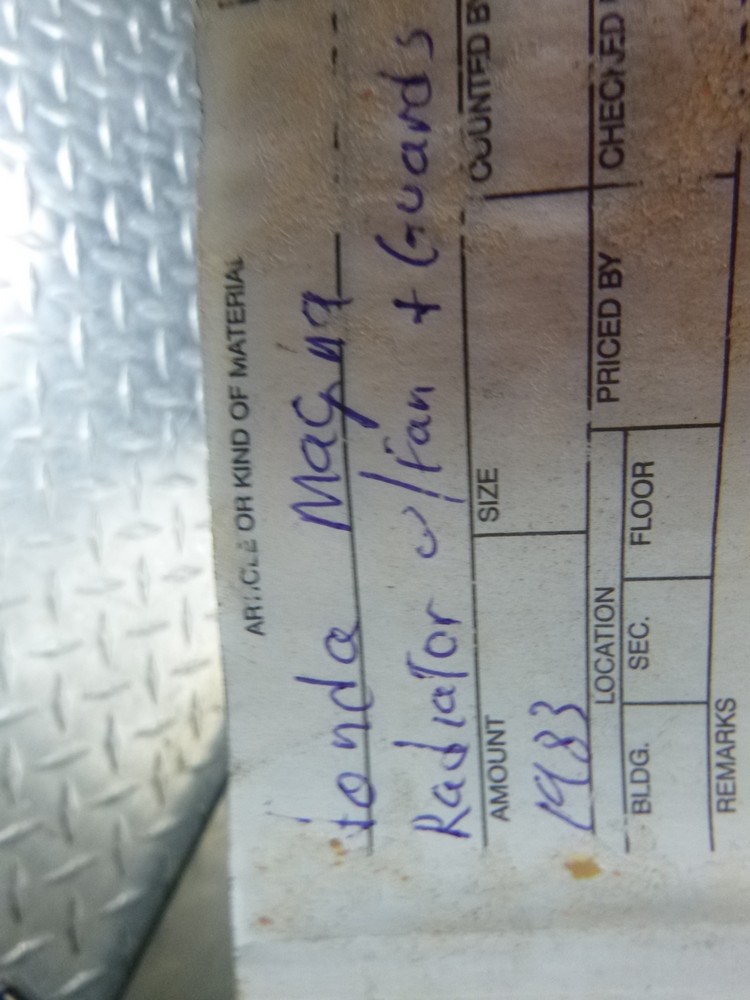 ARTICLE OR KIND OF MATERIAL
Honda Magna
Radiator w/Fan + Guards
AMOUNT SIZE COUNTED BY
1983
LOCATION PRICED BY CHECKED
BLDG. SEC. FLOOR
REMARKS